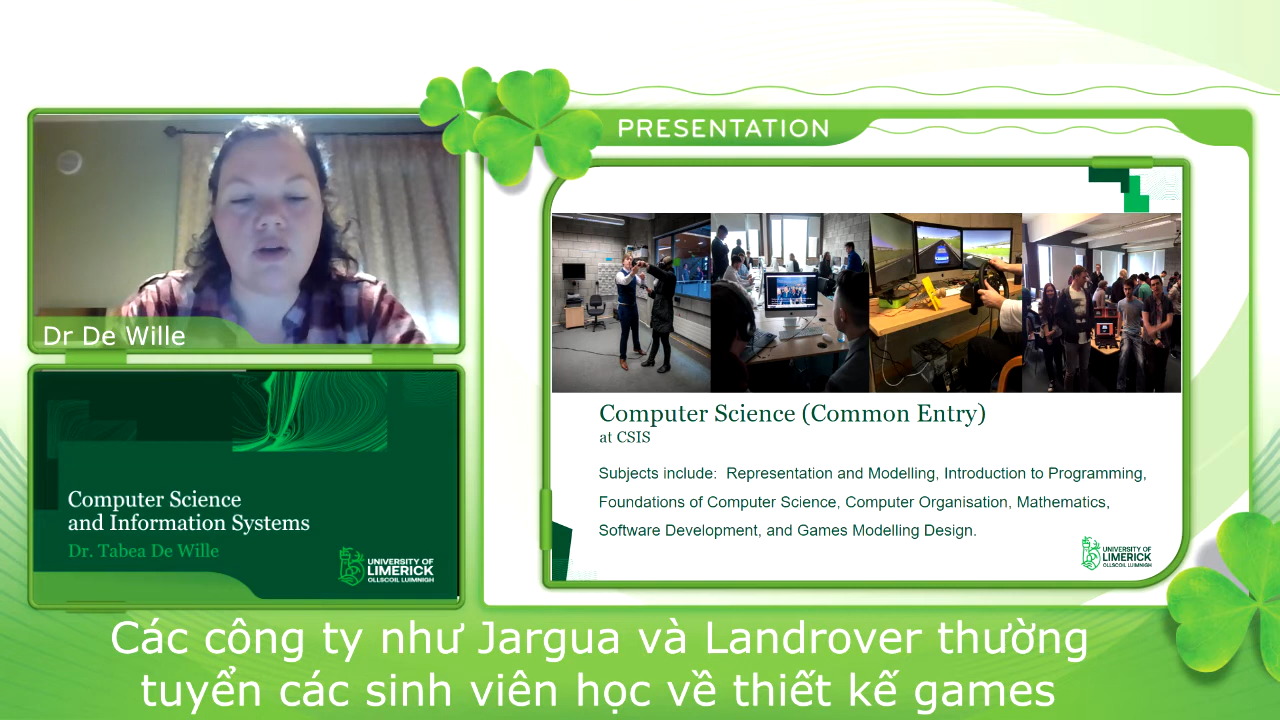 PRESENTATION
Dr De Wille
Computer Science
and Information Systems
Dr. Tabea De Wille
UNIVERSITY OF
LIMERICK
OLLSCOIL LUIMNIGH
Computer Science (Common Entry)
at CSIS
Subjects include: Representation and Modelling, Introduction to Programming,
Foundations of Computer Science, Computer Organisation, Mathematics,
Software Development, and Games Modelling Design.
UNIVERSITY OF
LIMERICK
OLLSCOIL LUIMNIGH
Các công ty như Jargua và Landrover thường
tuyển các sinh viên học về thiết kế games